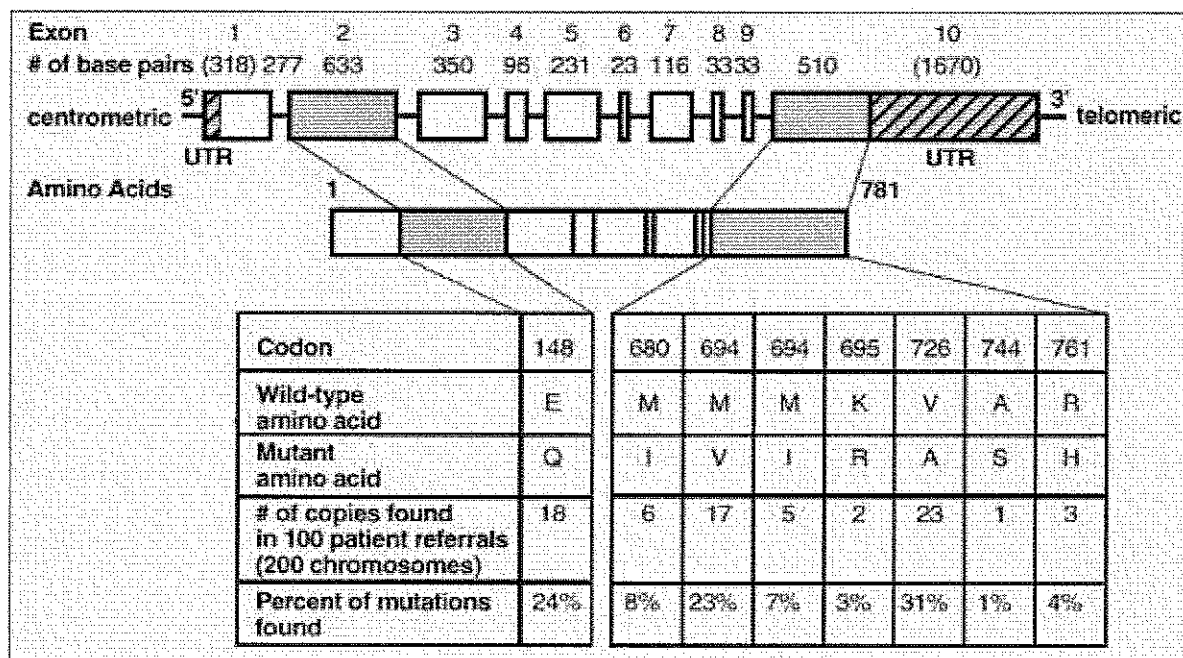 Exon 1 2 3 4 5 6 7 8 9 10
# of base pairs (318) 277 633 350 96 231 23 116 33 33 510 (1670)
5' 3'
centrometric telomeric
UTR UTR
Amino Acids 1 781
Codon 148 680 694 694 695 726 744 761
Wild-type
amino acid E M M M K V A R
Mutant
amino acid Q I V I R A S H
# of copies found 18 6 17 5 2 23 1 3
in 100 patient referrals
(200 chromosomes)
Percent of mutations 24% 8% 23% 7% 3% 31% 1% 4%
found